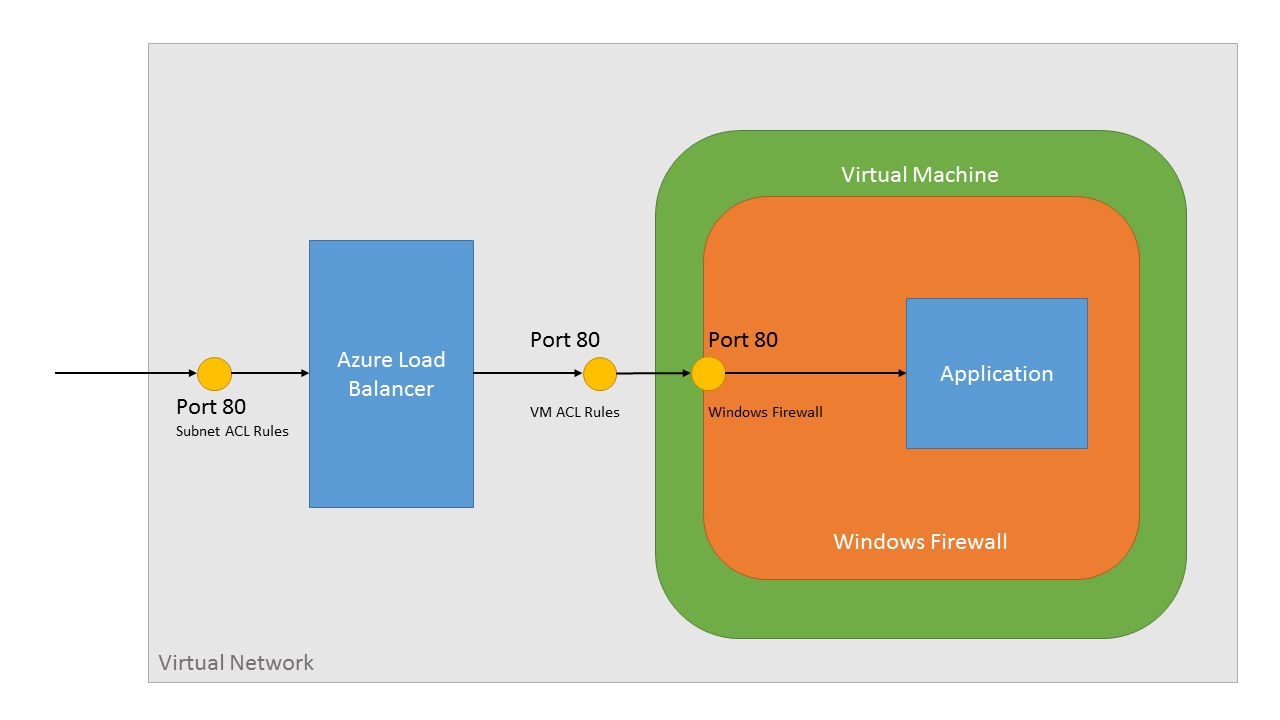 Virtual Machine
Port 80
Port 80
Azure Load
Balancer
Application
Port 80
Subnet ACL Rules
VM ACL Rules
Windows Firewall
Windows Firewall
Virtual Network